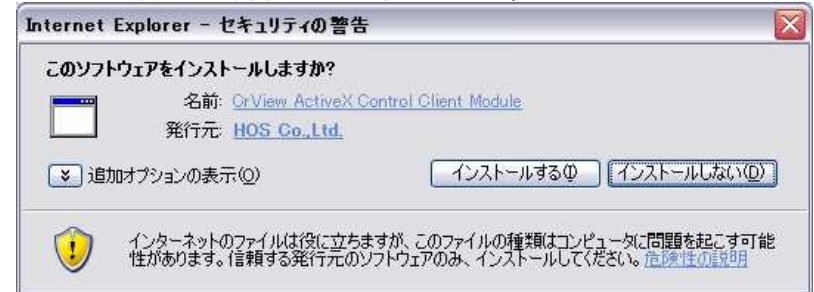 Internet Explorer - セキュリティの警告
このソフトウェアをインストールしますか?
名前: CrView ActiveX Control Client Module
発行元: HOS Co.,Ltd.
追加オプションの表示(O)
インストールする(I)
インストールしない(D)
インターネットのファイルは役に立ちますが、このファイルの種類はコンピュータに問題を起こす可能
性があります。信頼する発行元のソフトウェアのみ、インストールしてください。危険性の説明